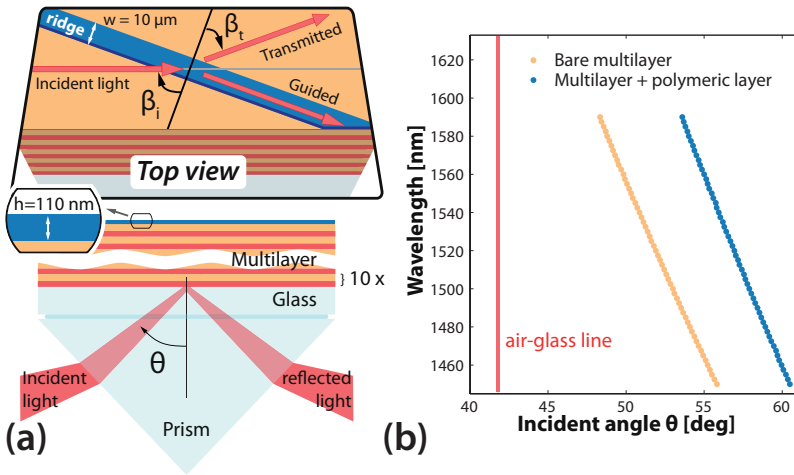 ridge
w = 10 µm
βt
Transmitted
Incident light
βi
Guided
Top view
h=110 nm
Multilayer
10 x
Glass
θ
Incident
light
reflected
light
Prism
(a)
Wavelength [nm]
1620
1600
1580
1560
1540
1520
1500
1480
1460
Bare multilayer
Multilayer + polymeric layer
air-glass line
40
45
50
55
60
Incident angle θ [deg]
(b)